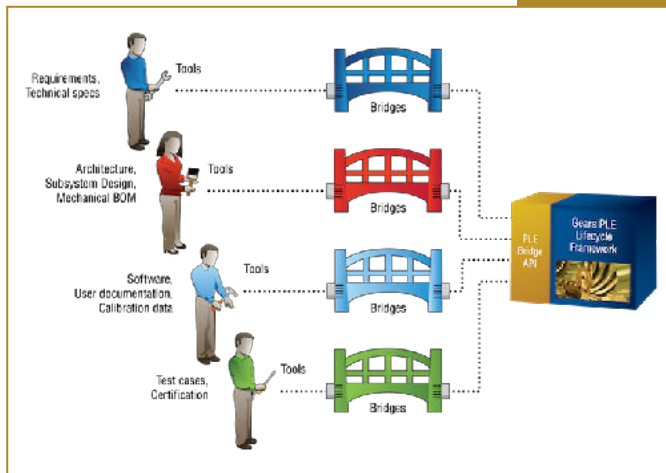 Requirements,
Technical specs
Tools
Bridges
Architecture,
Subsystem Design,
Mechanical BOM
Tools
Bridges
Software,
User documentation,
Calibration data
Tools
Bridges
Test cases,
Certification
Tools
Bridges
PLE
Bridge
API
Gears PLE
Lifecycle
Framework